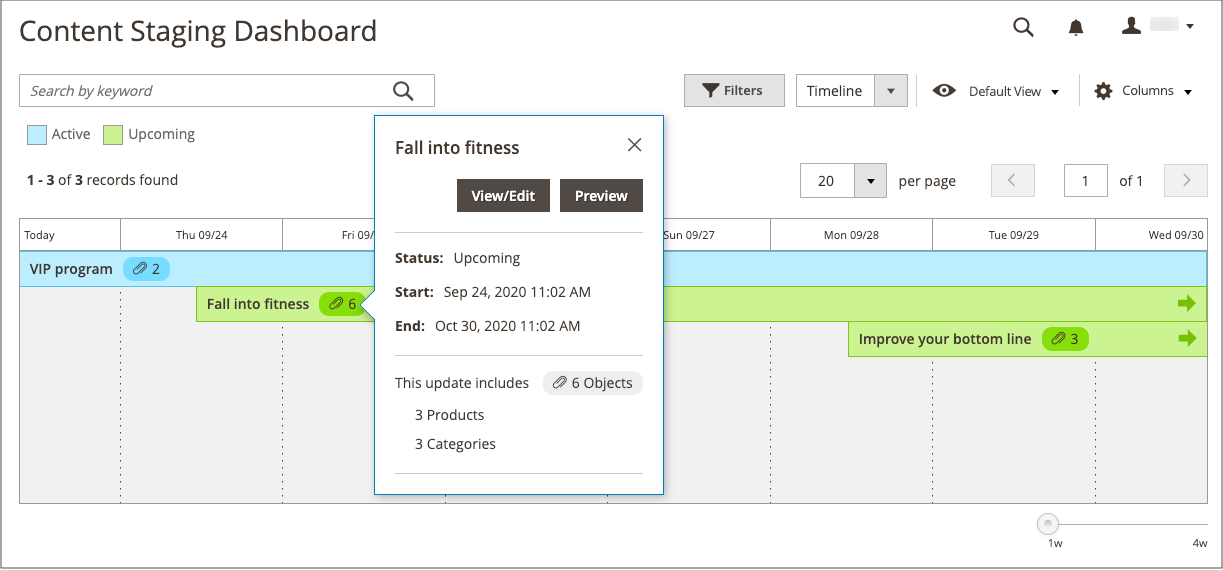 Content Staging Dashboard
Search by keyword
Filters
Timeline
Default View
Columns
Active
Upcoming
1 - 3 of 3 records found
20
per page
1
of 1
Today
Thu 09/24
Fri 09/
Sun 09/27
Mon 09/28
Tue 09/29
Wed 09/30
VIP program
2
Fall into fitness
6
Improve your bottom line
3
Fall into fitness
View/Edit
Preview
Status: Upcoming
Start: Sep 24, 2020 11:02 AM
End: Oct 30, 2020 11:02 AM
This update includes
6 Objects
3 Products
3 Categories
1w
4w